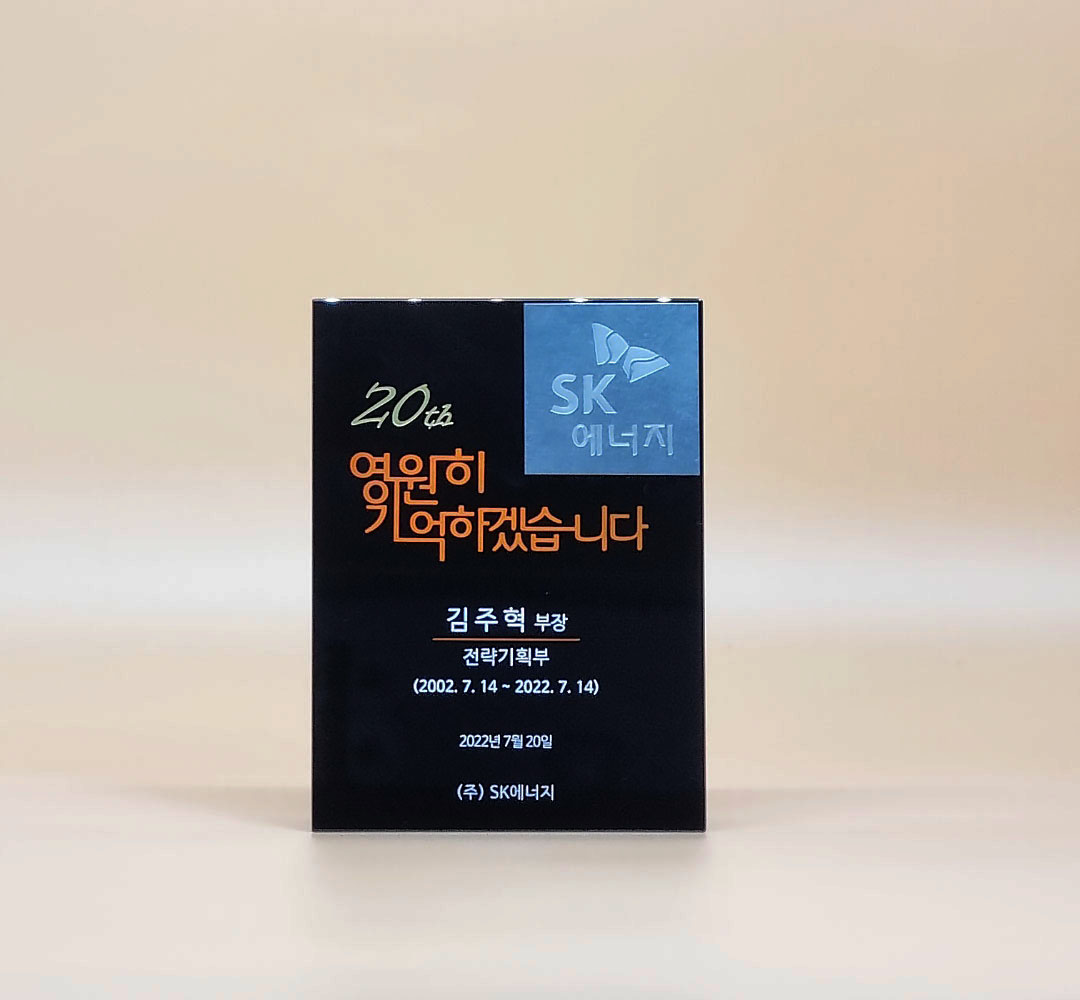 SK
에너지
20th
영원히
기억하겠습니다
김주혁 부장
전략기획부
(2002. 7. 14 ~ 2022. 7. 14)
2022년 7월 20일
(주) SK에너지